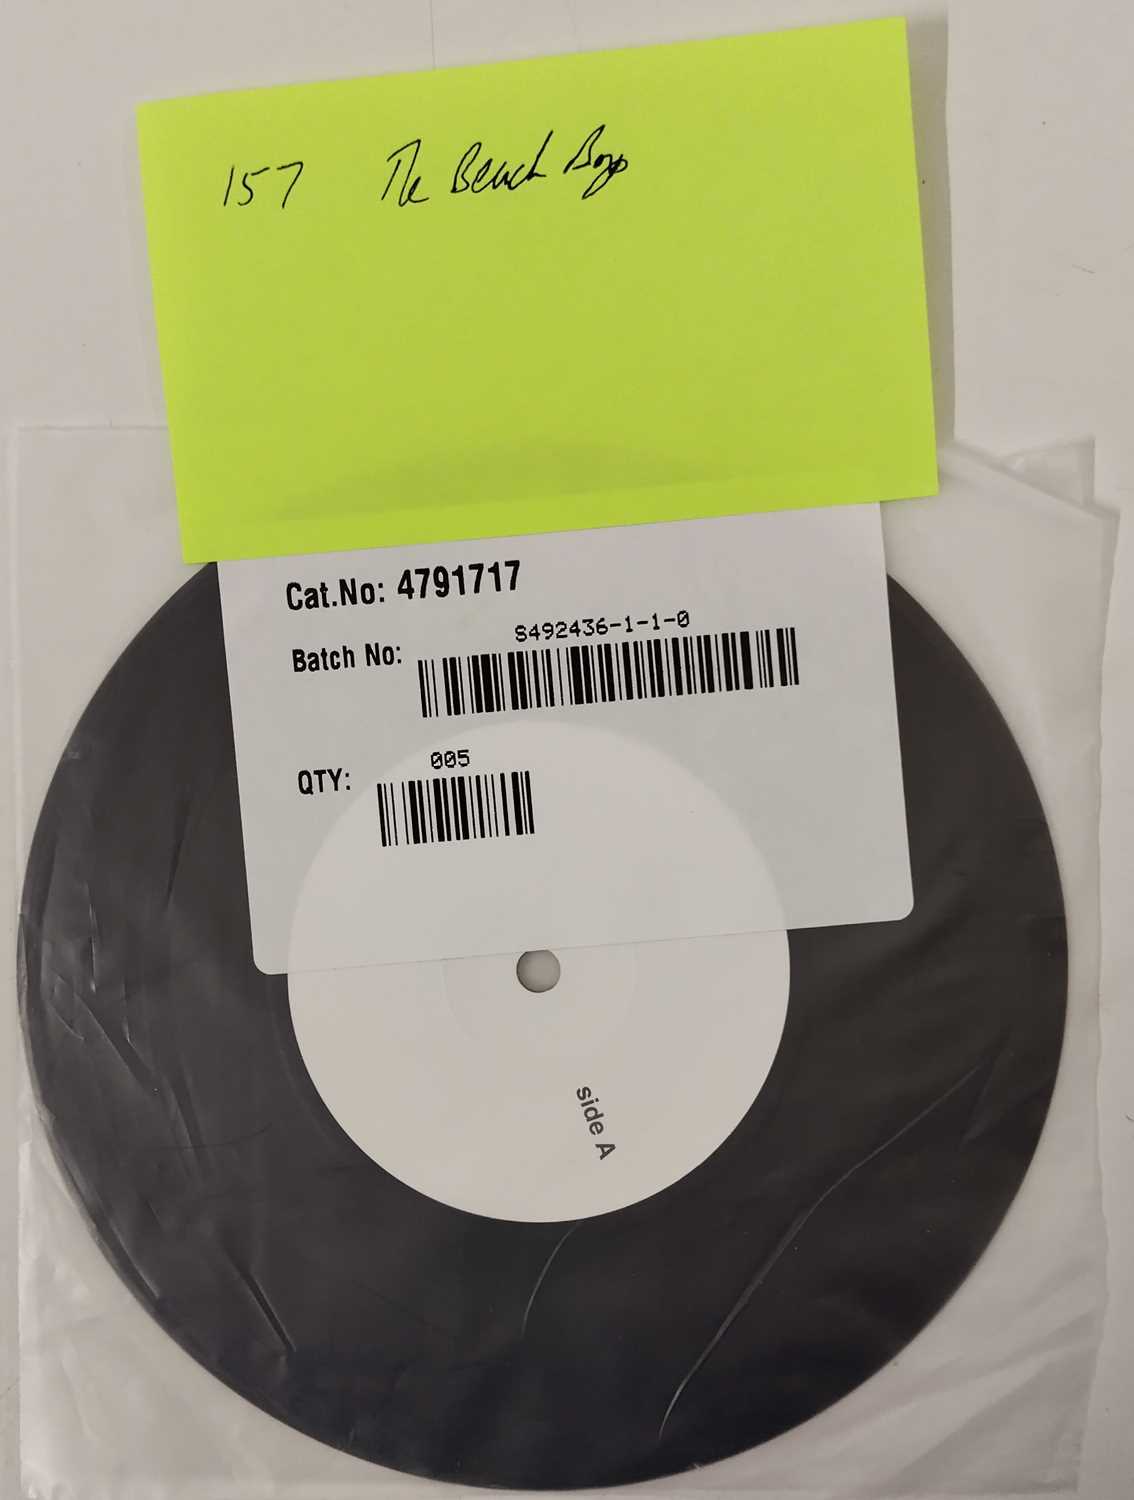 157 The Beach Boys
Cat.No: 4791717
S492436-1-1-0
Batch No:
005
QTY:
side A